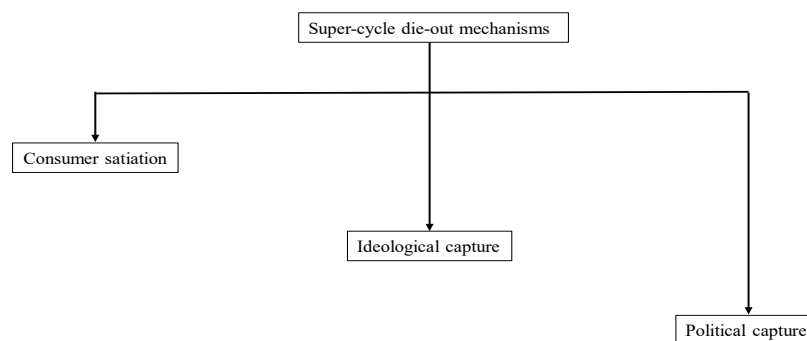 Super-cycle die-out mechanisms
Consumer satiation
Ideological capture
Political capture